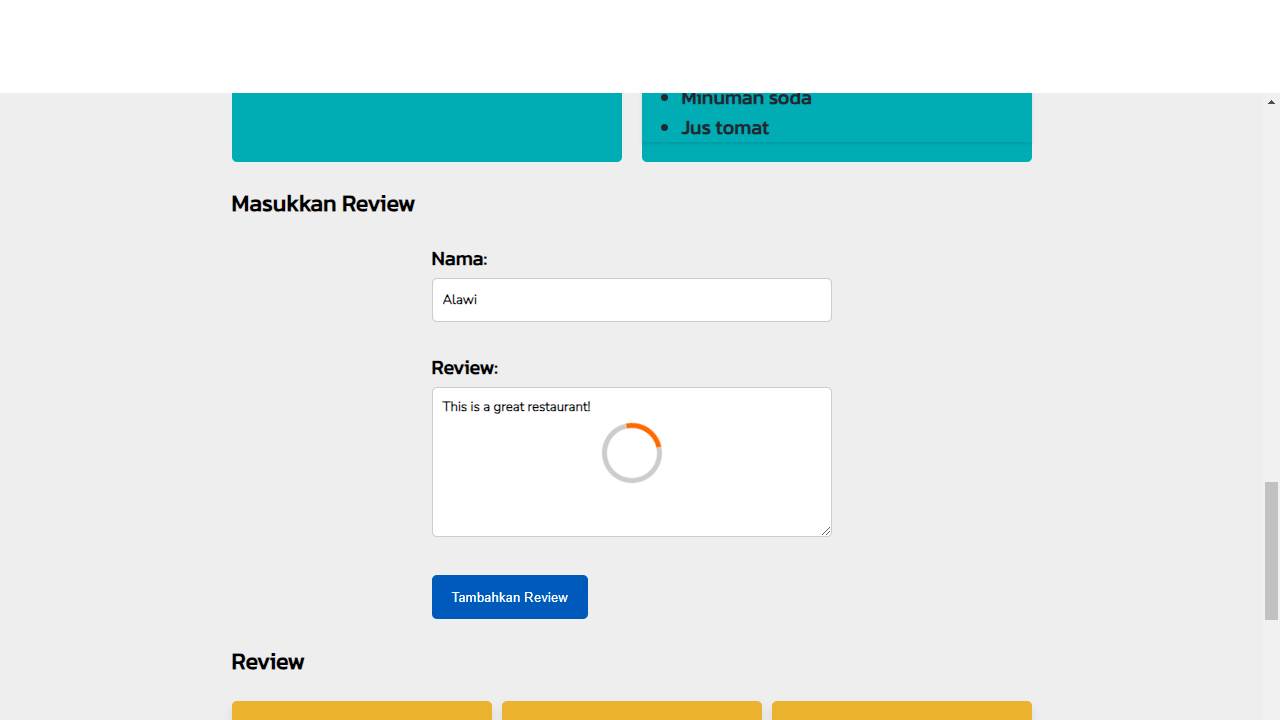 Minuman soda
Jus tomat
Masukkan Review
Nama:
Alawi
Review:
This is a great restaurant!
Tambahkan Review
Review